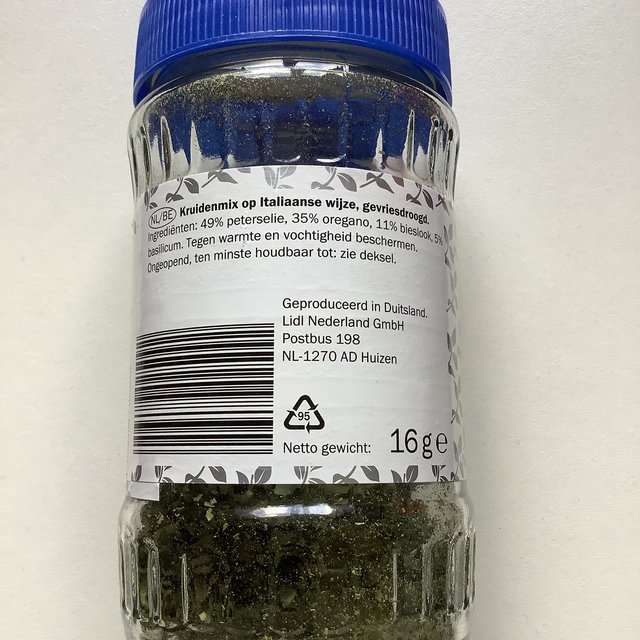 NL/BE Kruidenmix op Italiaanse wijze, gevriesdroogd.
Ingrediënten: 49% peterselie, 35% oregano, 11% bieslook, 5%
basilicum. Tegen warmte en vochtigheid beschermen.
Ongeopend, ten minste houdbaar tot: zie deksel.
Geproduceerd in Duitsland.
Lidl Nederland GmbH
Postbus 198
NL-1270 AD Huizen
95
Netto gewicht: 16 g e